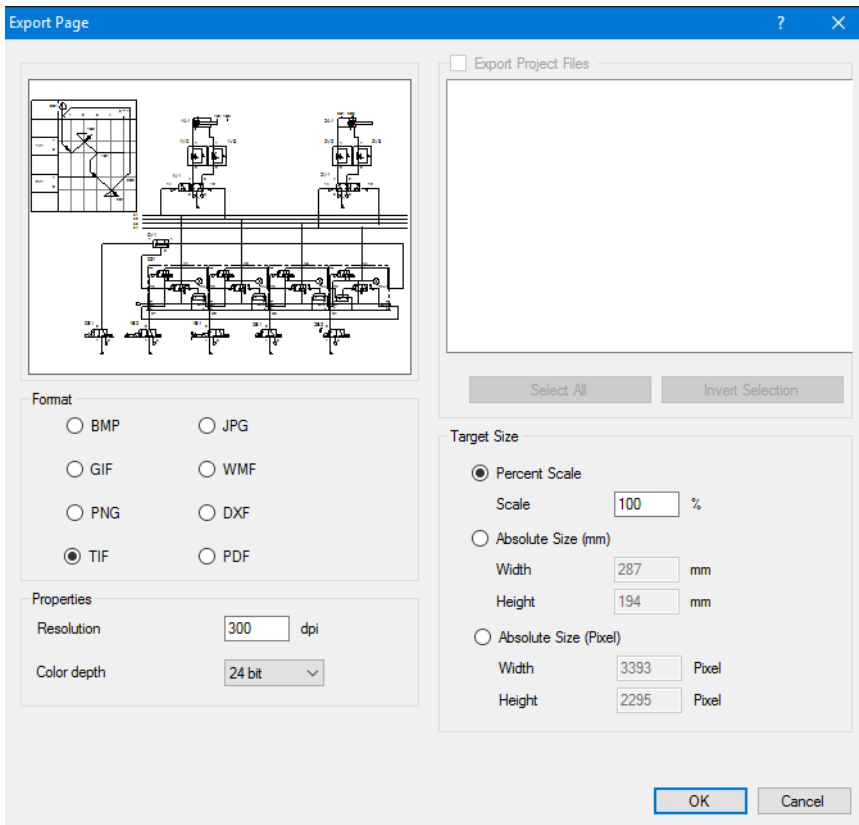 Export Page
?
Export Project Files
Select All
Invert Selection
Format
BMP
JPG
GIF
WMF
PNG
DXF
TIF
PDF
Properties
Resolution 300 dpi
Color depth 24 bit
Target Size
Percent Scale
Scale 100 %
Absolute Size (mm)
Width 287 mm
Height 194 mm
Absolute Size (Pixel)
Width 3393 Pixel
Height 2295 Pixel
OK
Cancel